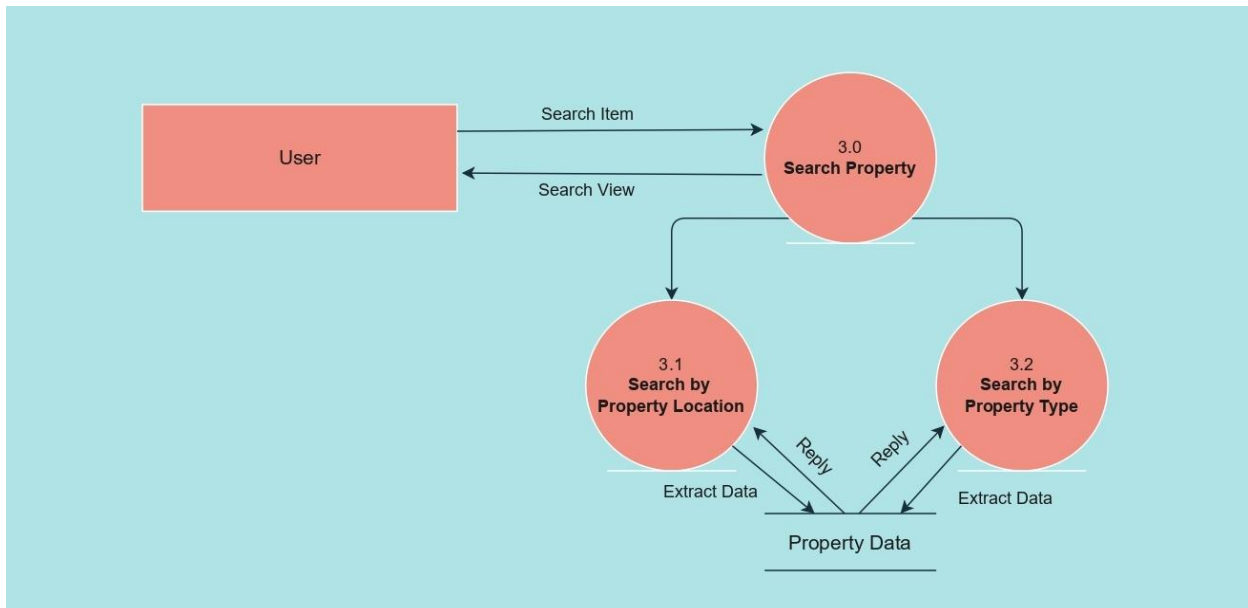 Search Item
User
Search View
3.0
Search Property
3.1
Search by
Property Location
3.2
Search by
Property Type
Reply
Reply
Extract Data
Extract Data
Property Data